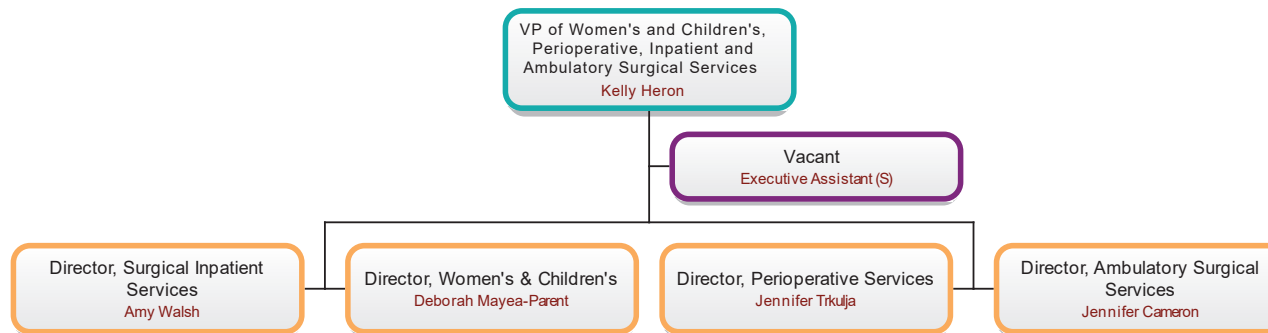 VP of Women's and Children's,
Perioperative, Inpatient and
Ambulatory Surgical Services
Kelly Heron
Vacant
Executive Assistant (S)
Director, Surgical Inpatient
Services
Amy Walsh
Director, Women's & Children's
Deborah Mayea-Parent
Director, Perioperative Services
Jennifer Trkulja
Director, Ambulatory Surgical
Services
Jennifer Cameron